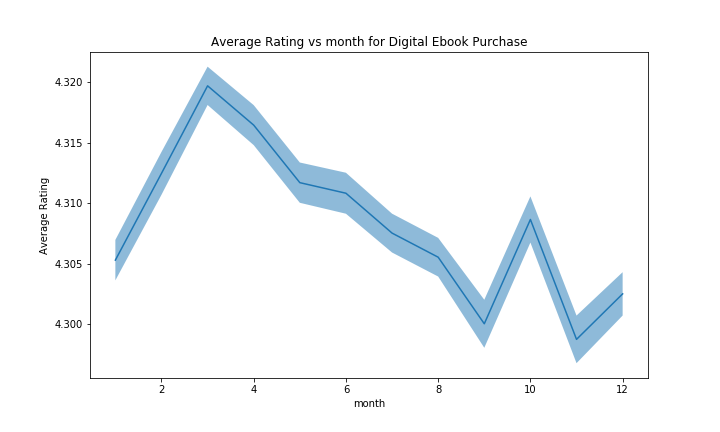 Average Rating vs month for Digital Ebook Purchase
Average Rating
4.320
4.315
4.310
4.305
4.300
2 4 6 8 10 12
month